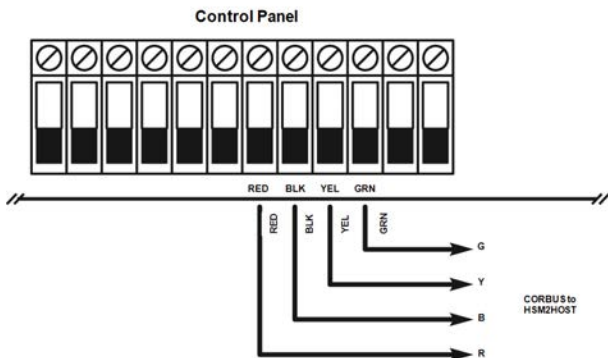 Control Panel
RED BLK YEL GRN
RED BLK YEL GRN
G
Y
CORBUS to
HSM2HOST
B
R